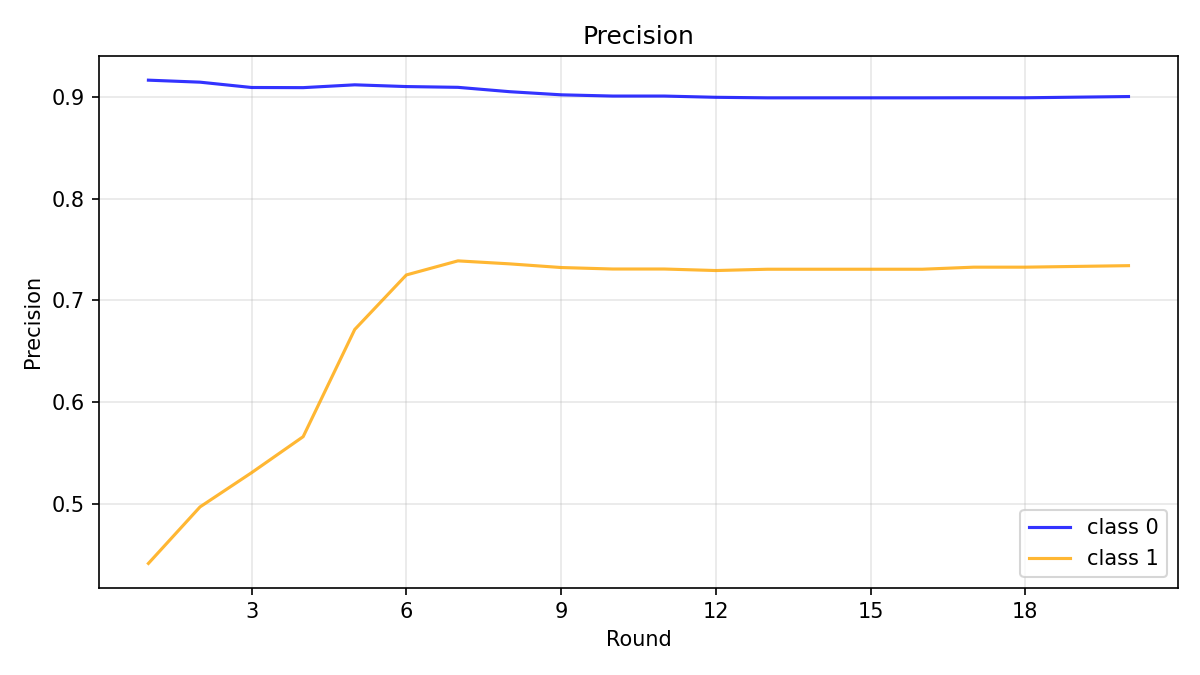 Precision
0.9
0.8
0.7
0.6
0.5
Precision
3 6 9 12 15 18
Round
class 0
class 1